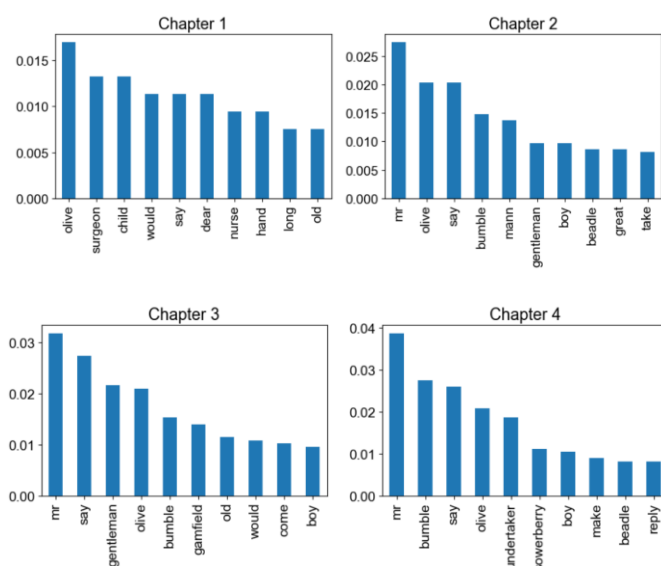 Chapter 1
0.015
0.010
0.005
0.000
olive
surgeon
child
would
say
dear
nurse
hand
long
old
Chapter 2
0.025
0.020
0.015
0.010
0.005
0.000
mr
olive
say
bumble
mann
gentleman
boy
beadle
great
take
Chapter 3
0.03
0.02
0.01
0.00
mr
say
gentleman
olive
bumble
gamfield
old
would
come
boy
Chapter 4
0.04
0.03
0.02
0.01
0.00
mr
bumble
say
olive
undertaker
owerberry
boy
make
beadle
reply